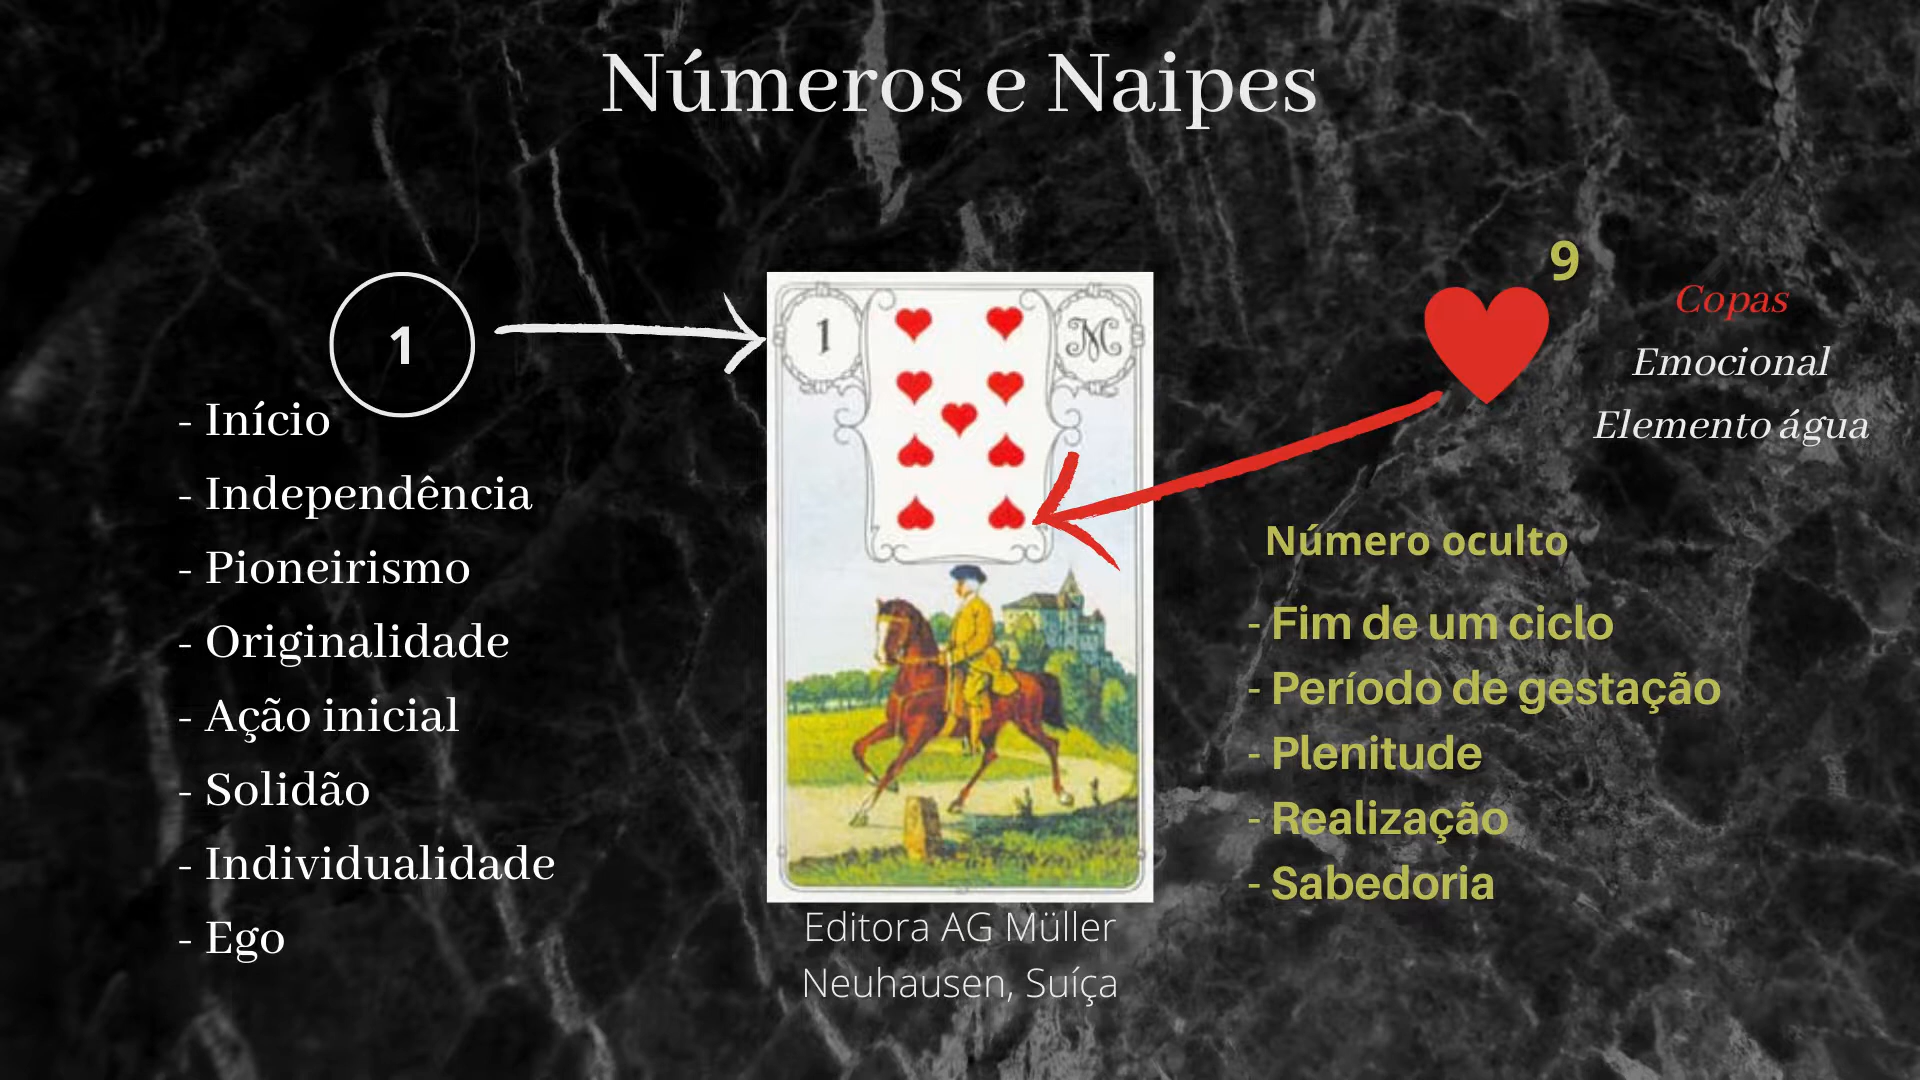 Números e Naipes
1
- Início
- Independência
- Pioneirismo
- Originalidade
- Ação inicial
- Solidão
- Individualidade
- Ego
1
M
Editora AG Müller
Neuhausen, Suíça
9
Copas
Emocional
Elemento água
Número oculto
- Fim de um ciclo
- Período de gestação
- Plenitude
- Realização
- Sabedoria